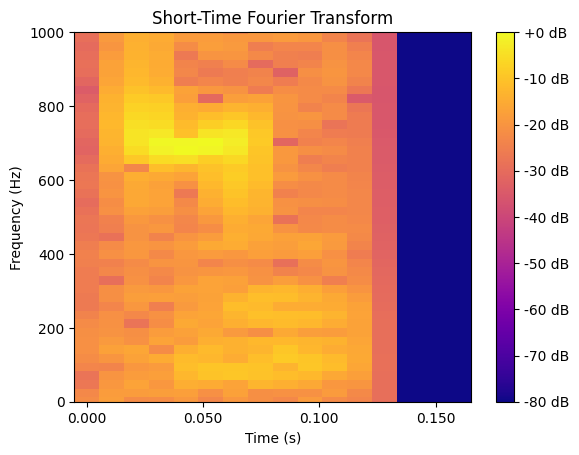 Short-Time Fourier Transform
1000
800
600
400
200
0
Frequency (Hz)
0.000
0.050
0.100
0.150
Time (s)
+0 dB
-10 dB
-20 dB
-30 dB
-40 dB
-50 dB
-60 dB
-70 dB
-80 dB